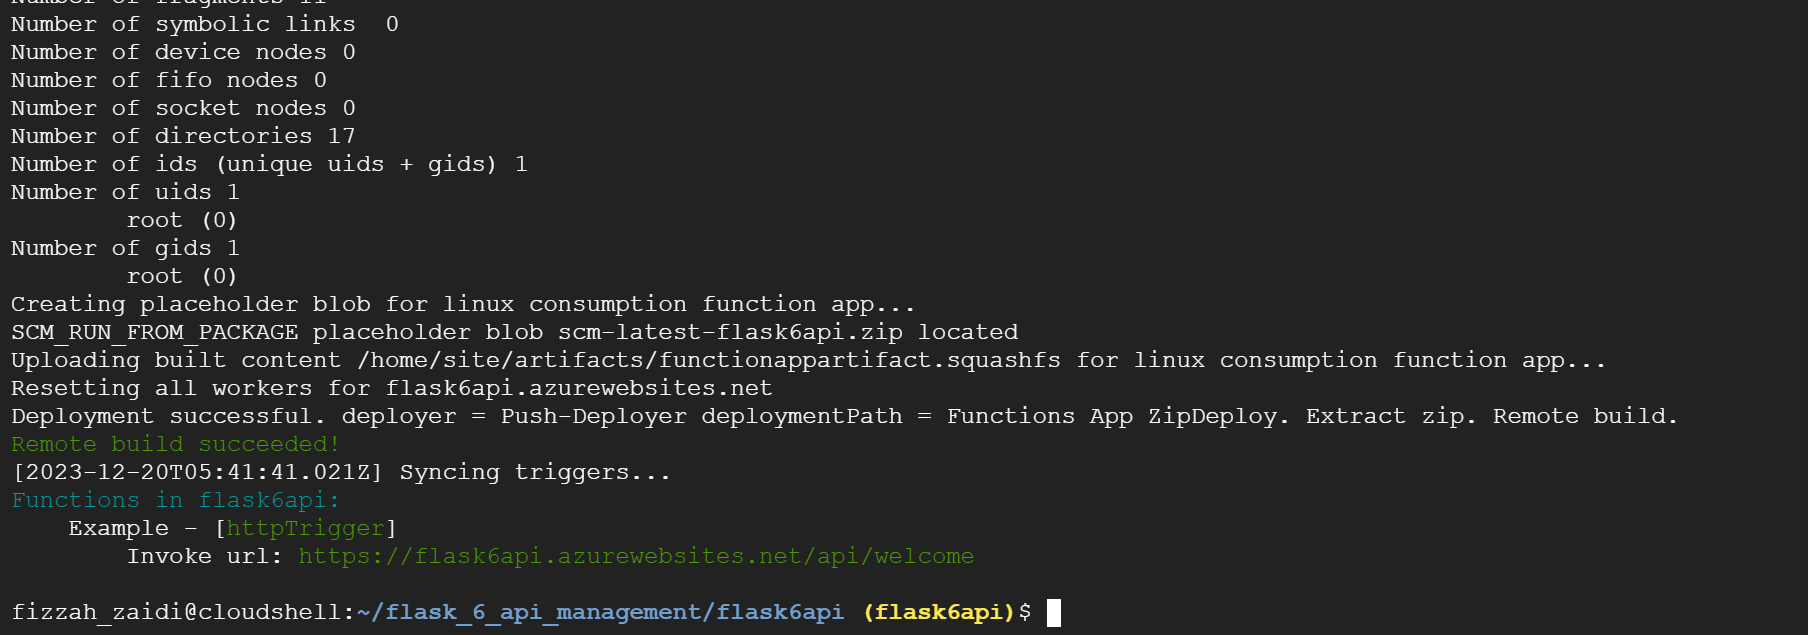 Number of fragments 11
Number of symbolic links  0
Number of device nodes 0
Number of fifo nodes 0
Number of socket nodes 0
Number of directories 17
Number of ids (unique uids + gids) 1
Number of uids 1
        root (0)
Number of gids 1
        root (0)
Creating placeholder blob for linux consumption function app...
SCM_RUN_FROM_PACKAGE placeholder blob scm-latest-flask6api.zip located
Uploading built content /home/site/artifacts/functionappartifact.squashfs for linux consumption function app...
Resetting all workers for flask6api.azurewebsites.net
Deployment successful. deployer = Push-Deployer deploymentPath = Functions App ZipDeploy. Extract zip. Remote build.
Remote build succeeded!
[2023-12-20T05:41:41.021Z] Syncing triggers...
Functions in flask6api:
    Example - [httpTrigger]
        Invoke url: https://flask6api.azurewebsites.net/api/welcome
fizzah_zaidi@cloudshell:~/flask_6_api_management/flask6api (flask6api)$